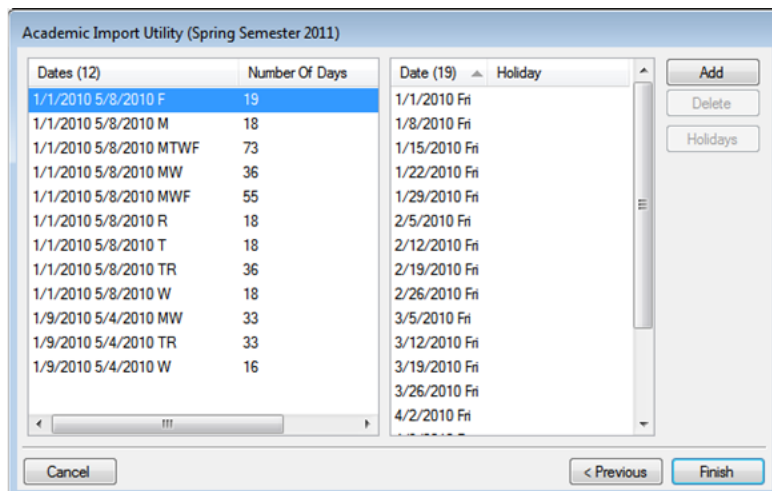 Academic Import Utility (Spring Semester 2011)
Dates (12) Number Of Days
1/1/2010 5/8/2010 F 19
1/1/2010 5/8/2010 M 18
1/1/2010 5/8/2010 MTWF 73
1/1/2010 5/8/2010 MW 36
1/1/2010 5/8/2010 MWF 55
1/1/2010 5/8/2010 R 18
1/1/2010 5/8/2010 T 18
1/1/2010 5/8/2010 TR 36
1/1/2010 5/8/2010 W 18
1/9/2010 5/4/2010 MW 33
1/9/2010 5/4/2010 TR 33
1/9/2010 5/4/2010 W 16
Date (19) Holiday
1/1/2010 Fri
1/8/2010 Fri
1/15/2010 Fri
1/22/2010 Fri
1/29/2010 Fri
2/5/2010 Fri
2/12/2010 Fri
2/19/2010 Fri
2/26/2010 Fri
3/5/2010 Fri
3/12/2010 Fri
3/19/2010 Fri
3/26/2010 Fri
4/2/2010 Fri
Add
Delete
Holidays
Cancel
< Previous
Finish